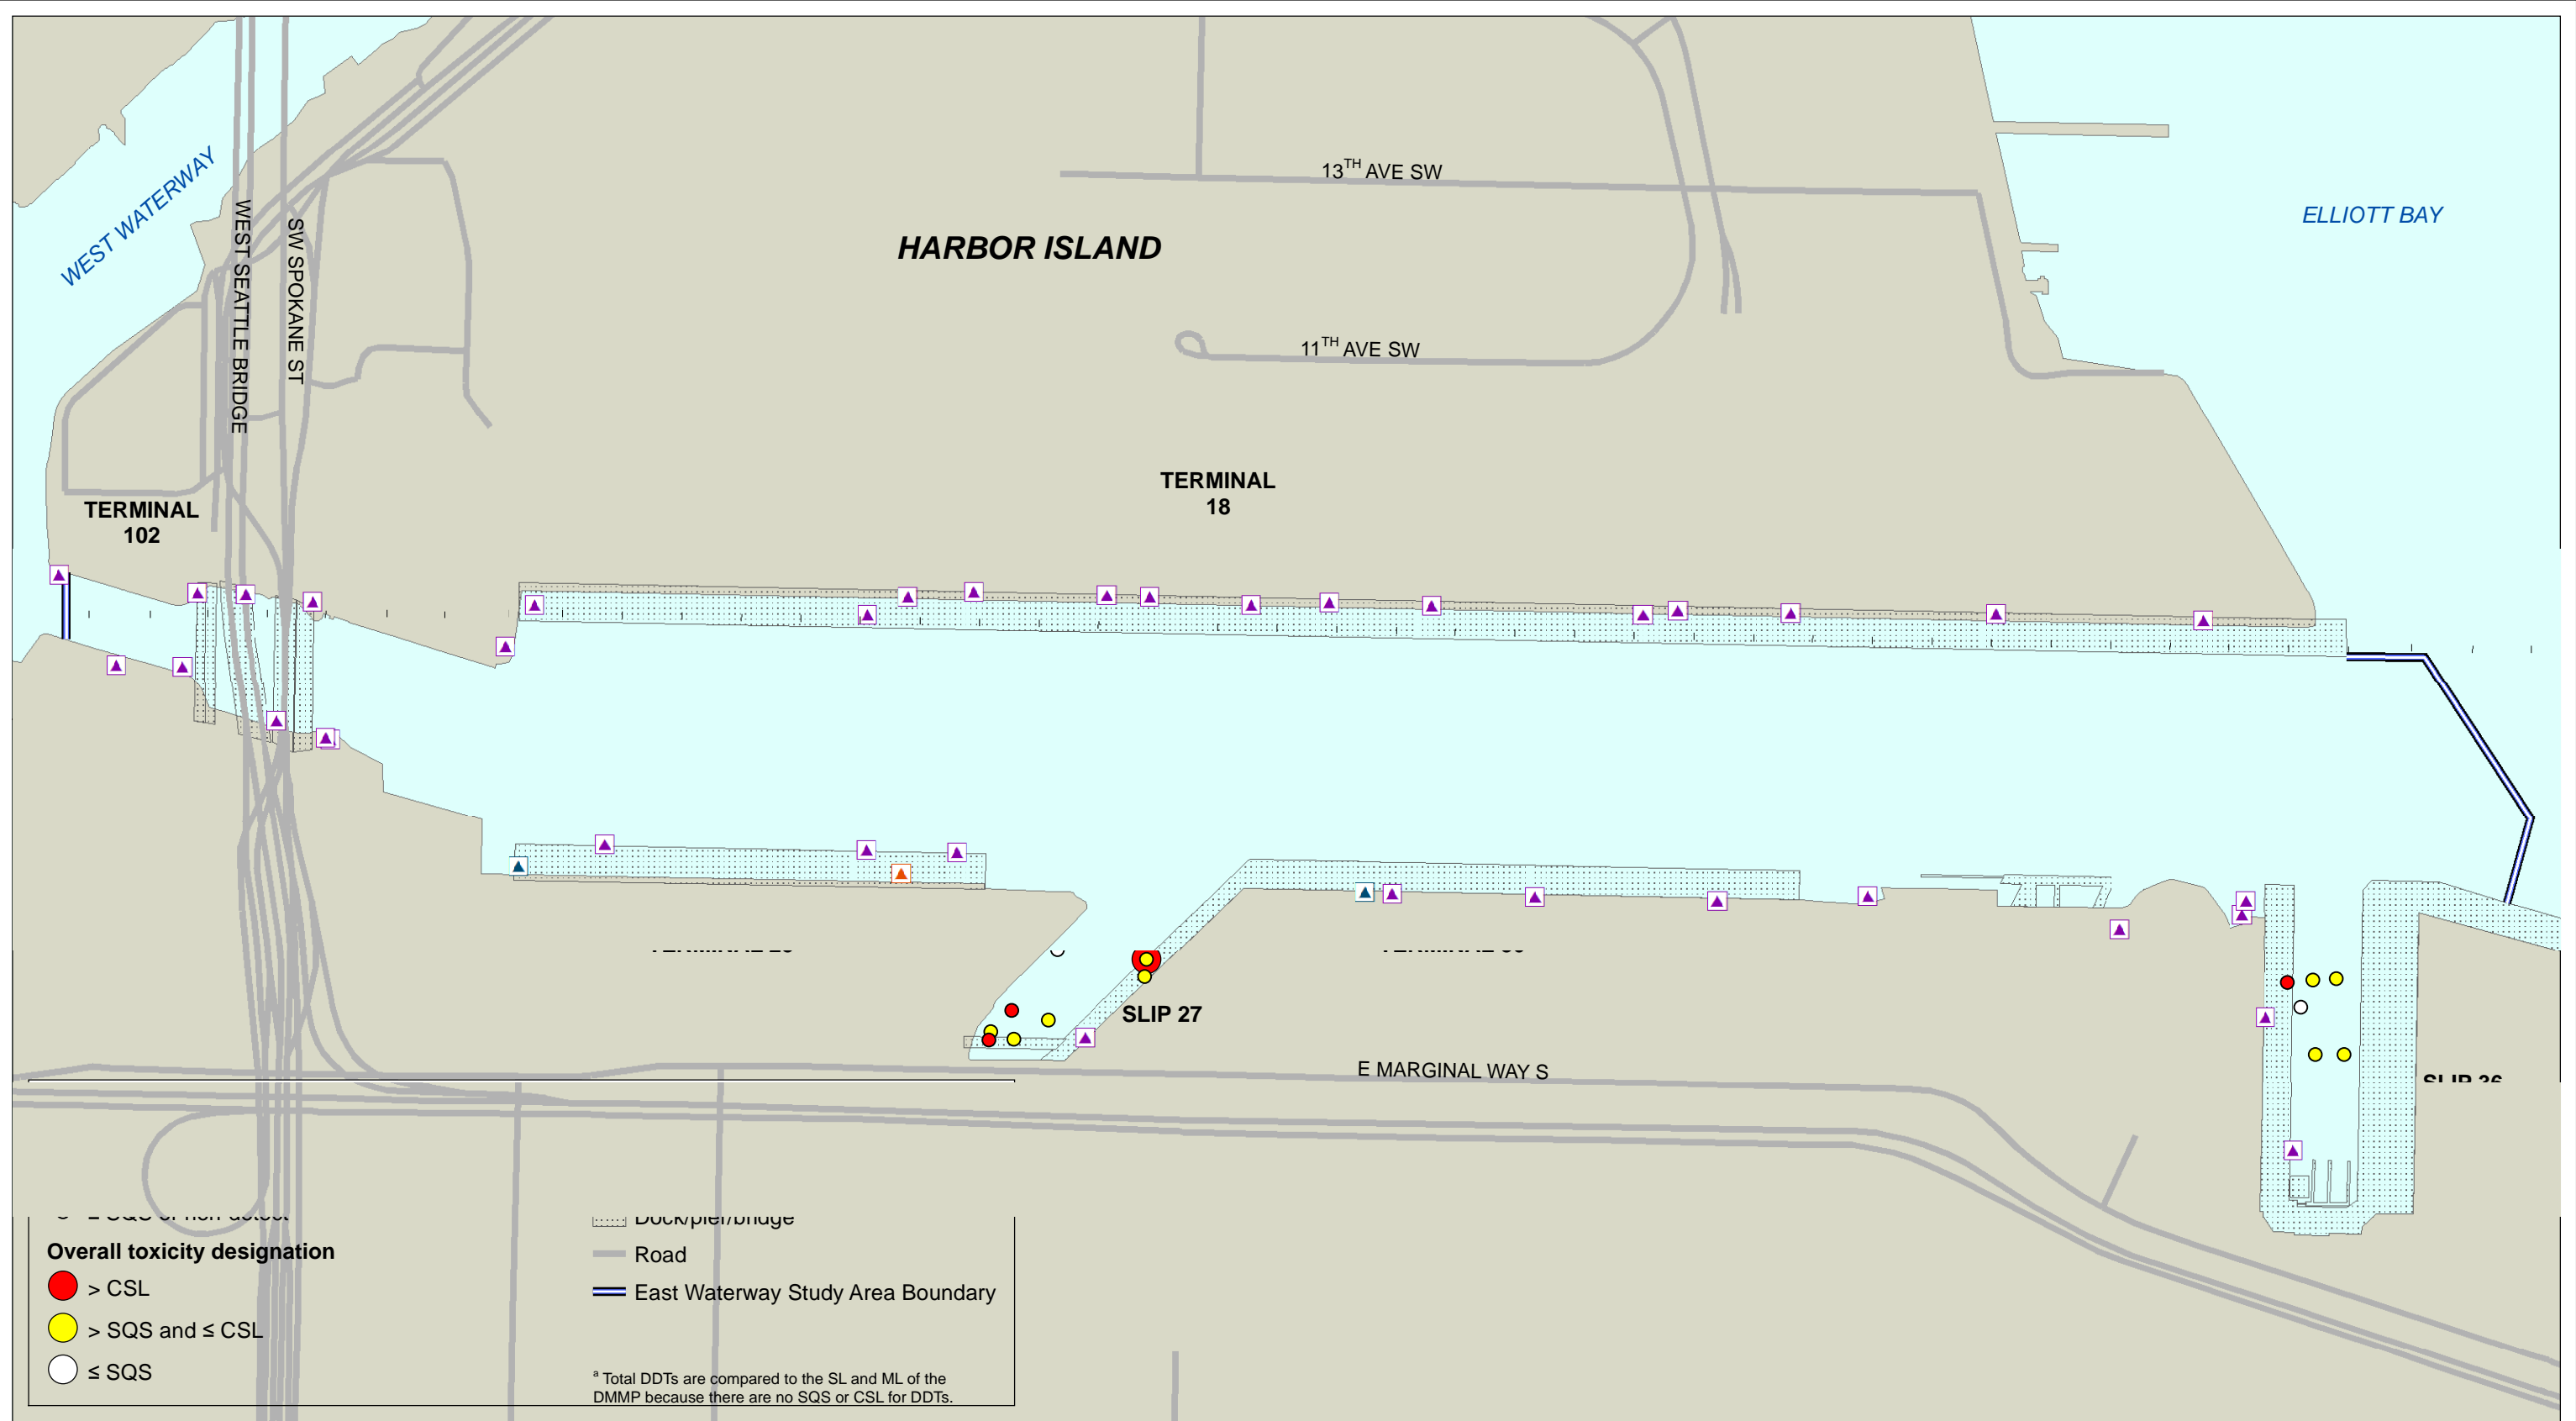 13TH AVE SW
ELLIOTT BAY
WEST WATERWAY
WEST SEATTLE BRIDGE
SW SPOKANE ST
HARBOR ISLAND
11TH AVE SW
TERMINAL
18
TERMINAL
102
SLIP 27
E MARGINAL WAY S
SLIP 36
Dock/pier/bridge
Overall toxicity designation
> CSL
> SQS and ≤ CSL
≤ SQS
Road
East Waterway Study Area Boundary
a Total DDTs are compared to the SL and ML of the
DMMP because there are no SQS or CSL for DDTs.